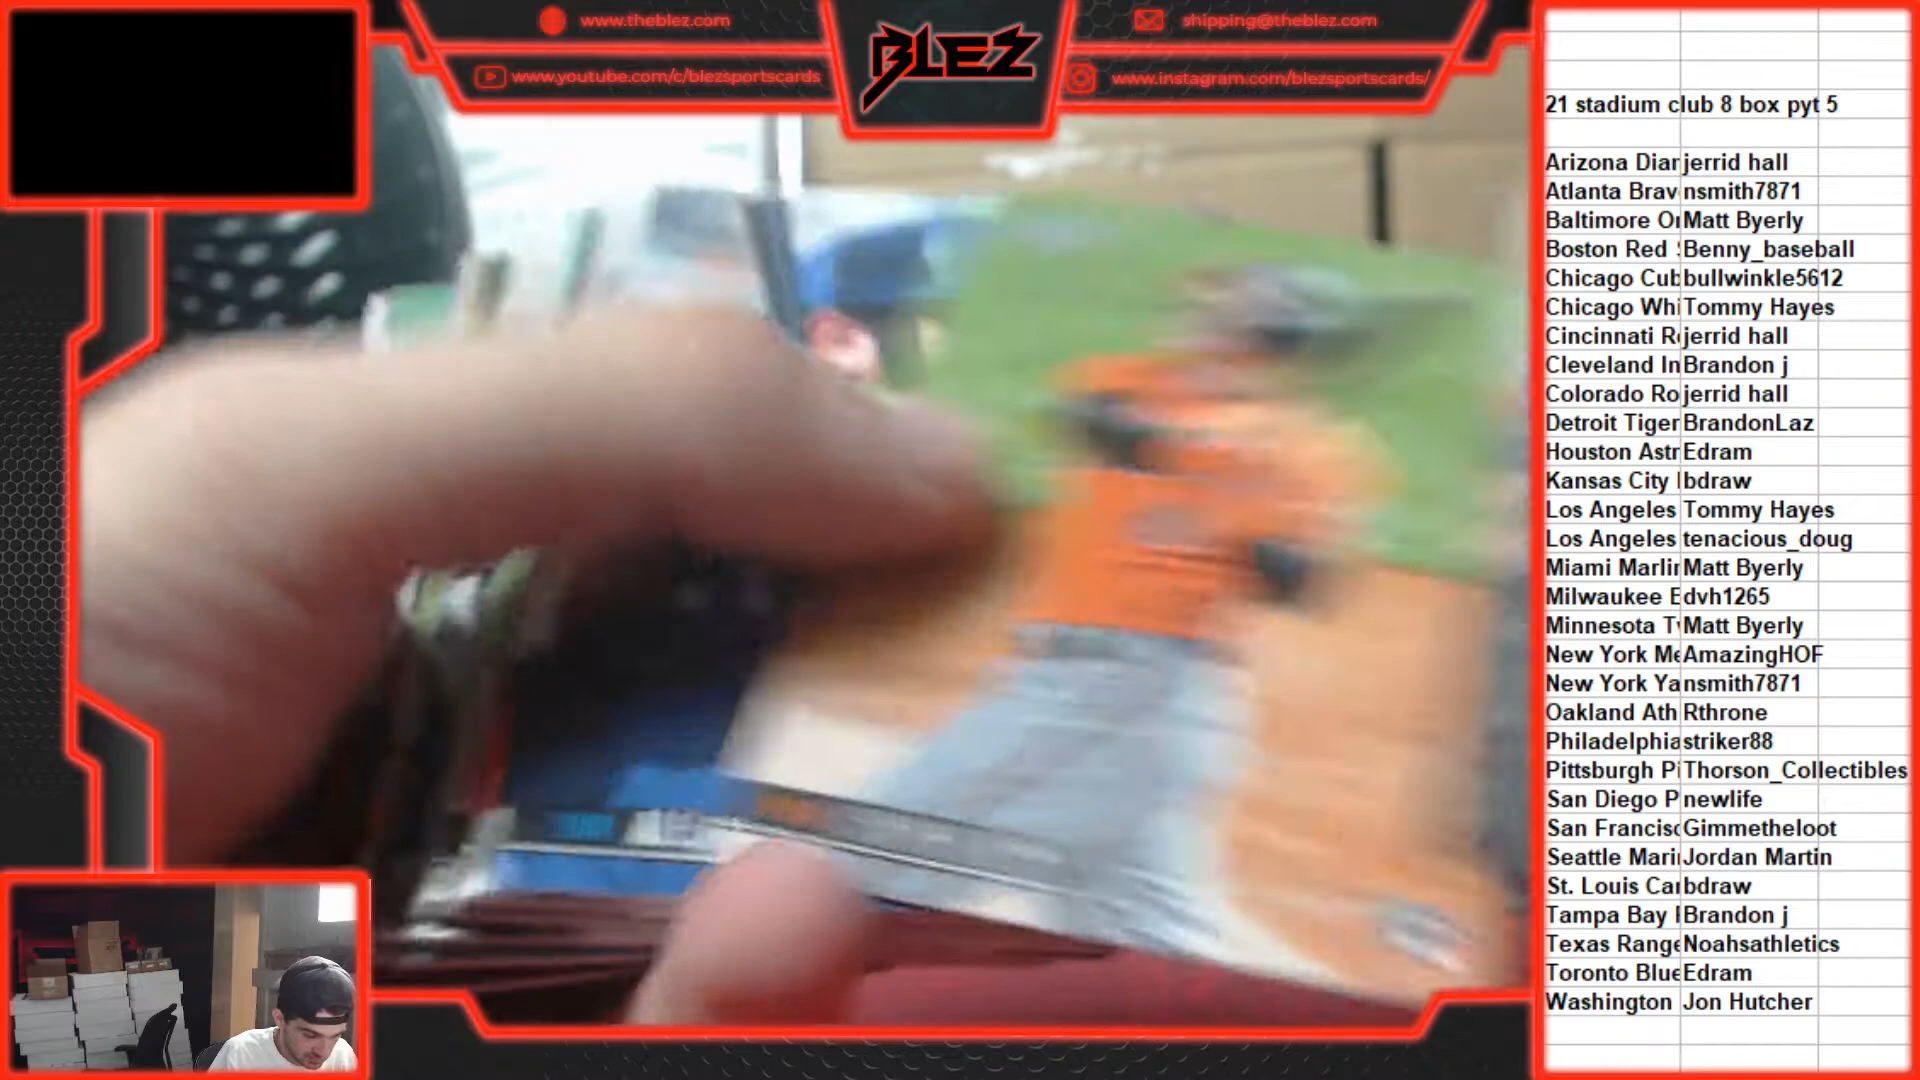 www.theblez.com
www.youtube.com/c/blezsportscards
BLEZ
shipping@theblez.com
www.instagram.com/blezsportscards/
21 stadium club 8 box pyt 5
Arizona Diar jerrid hall
Atlanta Brav nsmith7871
Baltimore Or Matt Byerly
Boston Red Benny_baseball
Chicago Cub bullwinkle5612
Chicago Whi Tommy Hayes
Cincinnati Re jerrid hall
Cleveland In Brandon j
Colorado Ro jerrid hall
Detroit Tiger BrandonLaz
Houston Astr Edram
Kansas City bdraw
Los Angeles Tommy Hayes
Los Angeles tenacious_doug
Miami Marlin Matt Byerly
Milwaukee dvh1265
Minnesota Tw Matt Byerly
New York Me AmazingHOF
New York Ya nsmith7871
Oakland Ath Rthrone
Philadelphia striker88
Pittsburgh Pi Thorson_Collectibles
San Diego P newlife
San Francisc Gimmetheloot
Seattle Mari Jordan Martin
St. Louis Car bdraw
Tampa Bay Brandon j
Texas Range Noahsathletics
Toronto Blue Edram
Washington Jon Hutcher